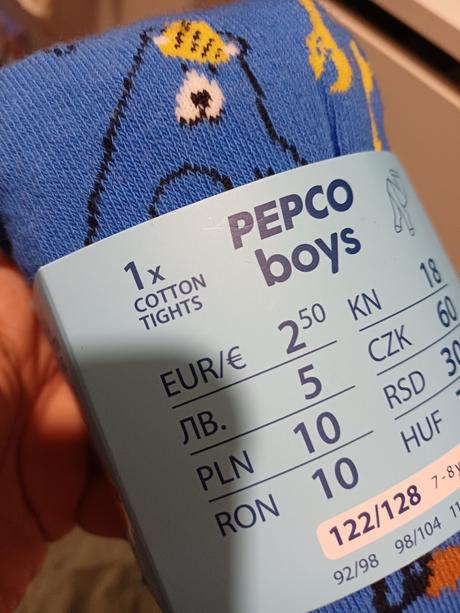 PEPCO
boys
1 x
COTTON
TIGHTS
EUR/€ 2⁵⁰
ЛВ. 5
PLN 10
RON 10
KN 18
CZK 60
RSD 30
HUF
122/128 7-8
92/98 98/104